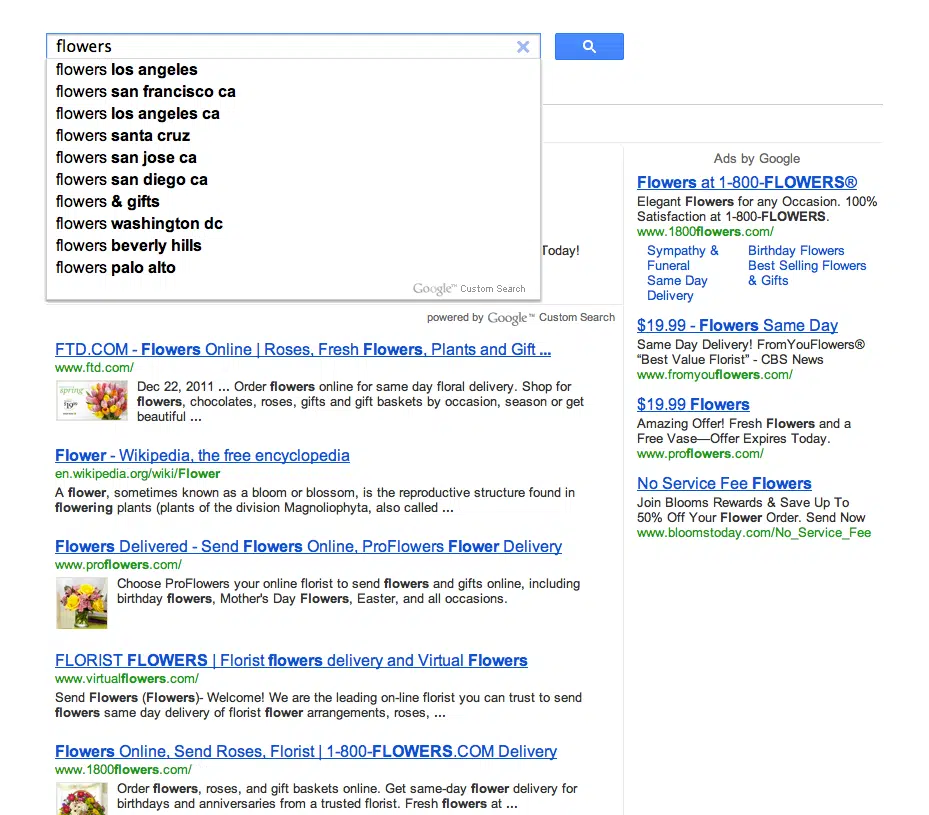 flowers
flowers los angeles
flowers san francisco ca
flowers los angeles ca
flowers santa cruz
flowers san jose ca
flowers san diego ca
flowers & gifts
flowers washington dc
flowers beverly hills
flowers palo alto
Google™ Custom Search
Today!
powered by Google™ Custom Search
FTD.COM - Flowers Online | Roses, Fresh Flowers, Plants and Gift ...
www.ftd.com/
spring
Dec 22, 2011 ... Order flowers online for same day floral delivery. Shop for
flowers, chocolates, roses, gifts and gift baskets by occasion, season or get
beautiful ...
Flower - Wikipedia, the free encyclopedia
en.wikipedia.org/wiki/Flower
A flower, sometimes known as a bloom or blossom, is the reproductive structure found in
flowering plants (plants of the division Magnoliophyta, also called ...
Flowers Delivered - Send Flowers Online, ProFlowers Flower Delivery
www.proflowers.com/
Choose ProFlowers your online florist to send flowers and gifts online, including
birthday flowers, Mother's Day Flowers, Easter, and all occasions.
FLORIST FLOWERS | Florist flowers delivery and Virtual Flowers
www.virtualflowers.com/
Send Flowers (Flowers)- Welcome! We are the leading on-line florist you can trust to send
flowers same day delivery of florist flower arrangements, roses, ...
Flowers Online, Send Roses, Florist | 1-800-FLOWERS.COM Delivery
www.1800flowers.com/
Order flowers, roses, and gift baskets online. Get same-day flower delivery for
birthdays and anniversaries from a trusted florist. Fresh flowers at ...
Ads by Google
Flowers at 1-800-FLOWERS®
Elegant Flowers for any Occasion. 100%
Satisfaction at 1-800-FLOWERS.
www.1800flowers.com/
Sympathy &
Funeral
Same Day
Delivery
Birthday Flowers
Best Selling Flowers
& Gifts
$19.99 - Flowers Same Day
Same Day Delivery! FromYouFlowers®
“Best Value Florist” - CBS News
www.fromyouflowers.com/
$19.99 Flowers
Amazing Offer! Fresh Flowers and a
Free Vase—Offer Expires Today.
www.proflowers.com/
No Service Fee Flowers
Join Blooms Rewards & Save Up To
50% Off Your Flower Order. Send Now
www.bloomstoday.com/No_Service_Fee